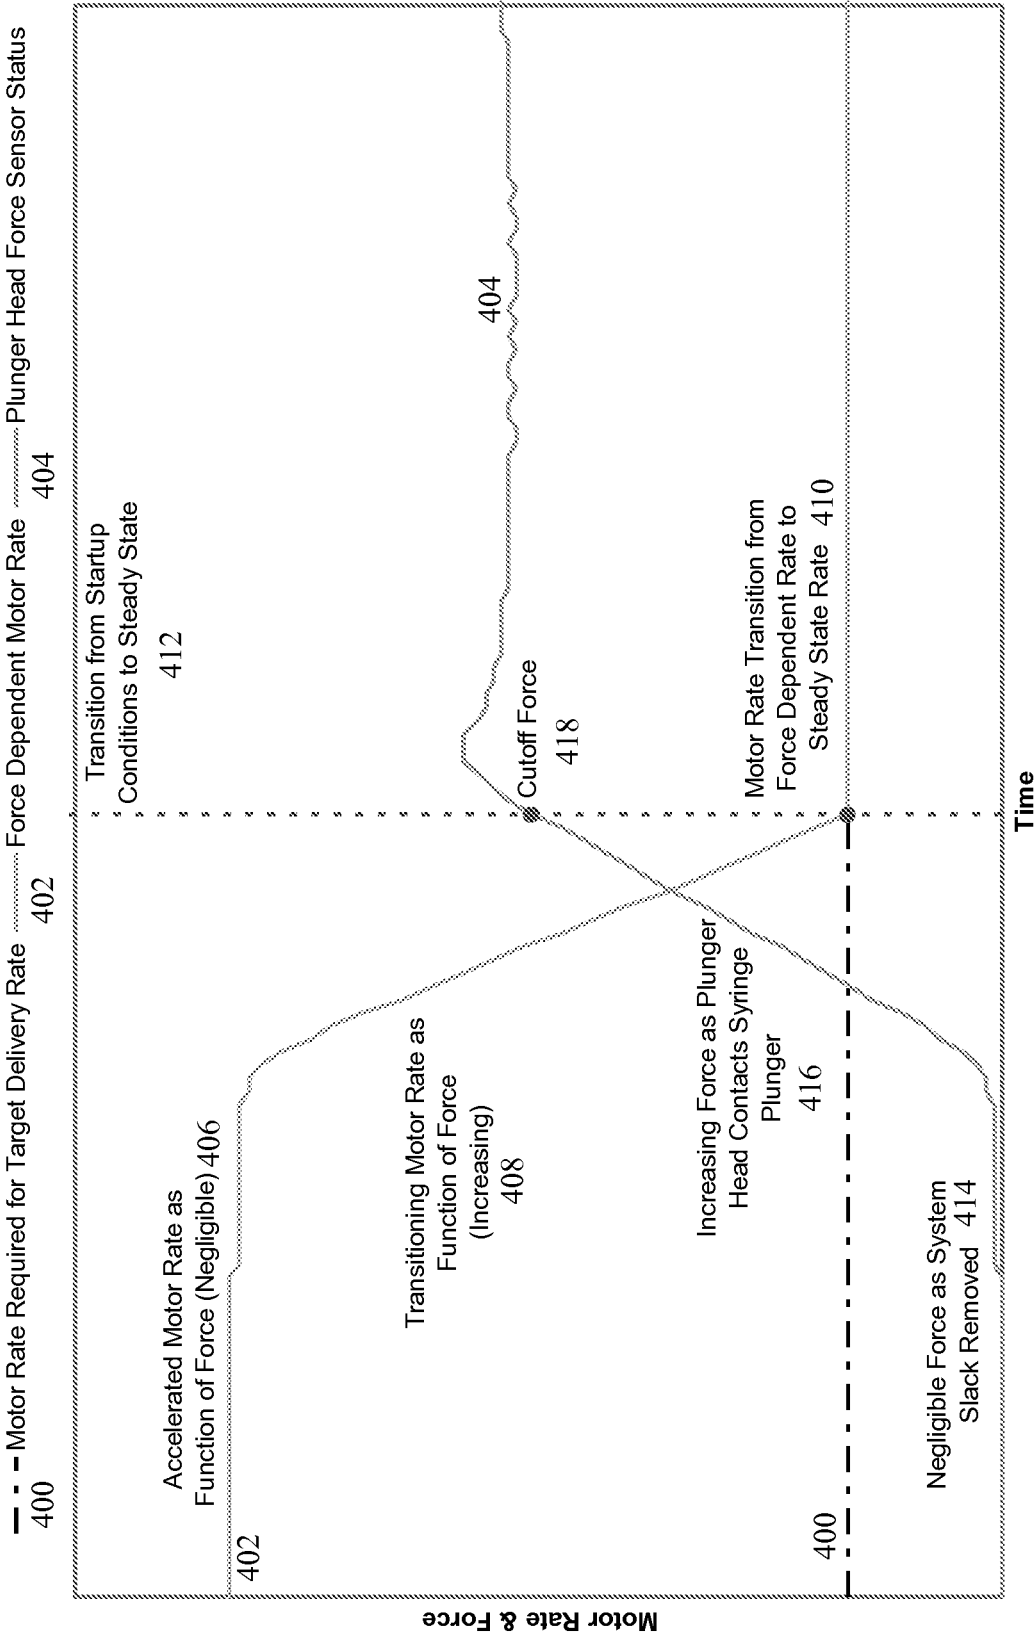 Motor Rate Required for Target Delivery Rate Force Dependent Motor Rate Plunger Head Force Sensor Status
400 402 404
Transition from Startup
Conditions to Steady State
412
Accelerated Motor Rate as
Function of Force (Negligible) 406
402
Transitioning Motor Rate as
Function of Force
(Increasing)
408
404
Cutoff Force
418
Increasing Force as Plunger
Head Contacts Syringe
Plunger
416
Motor Rate Transition from
Force Dependent Rate to
Steady State Rate 410
400
Negligible Force as System
Slack Removed 414
Motor Rate & Force
Time